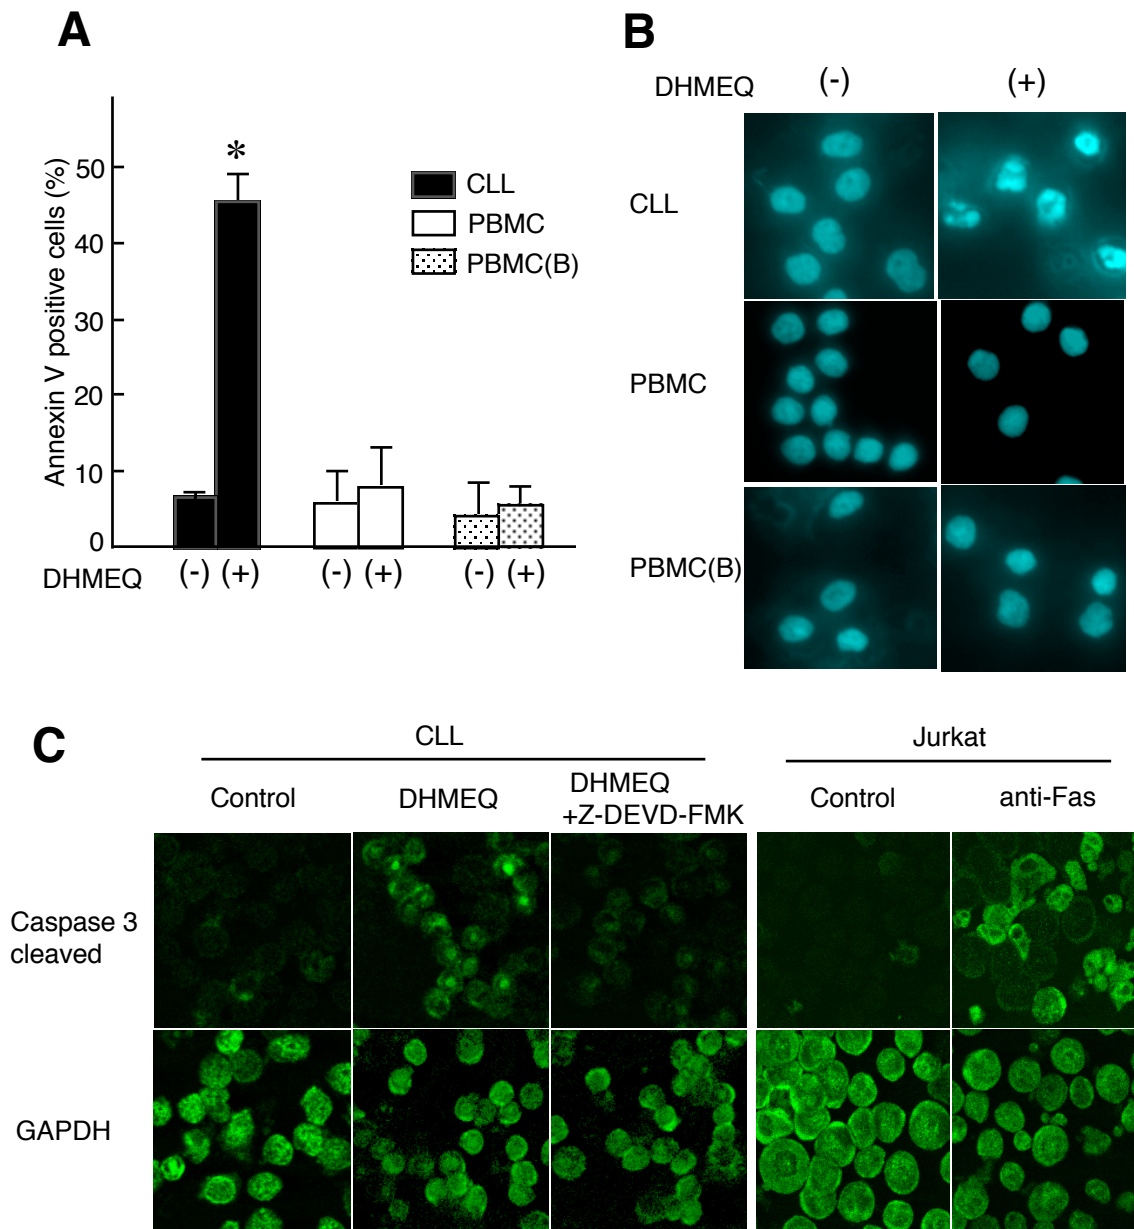 A
Annexin V positive cells (%)
50
40
30
20
10
0
*
CLL
PBMC
PBMC(B)
DHMEQ (-) (+) (-) (+) (-) (+)
B
DHMEQ (-) (+)
CLL
PBMC
PBMC(B)
C
CLL
Jurkat
Control
DHMEQ
DHMEQ
+Z-DEVD-FMK
Control
anti-Fas
Caspase 3
cleaved
GAPDH